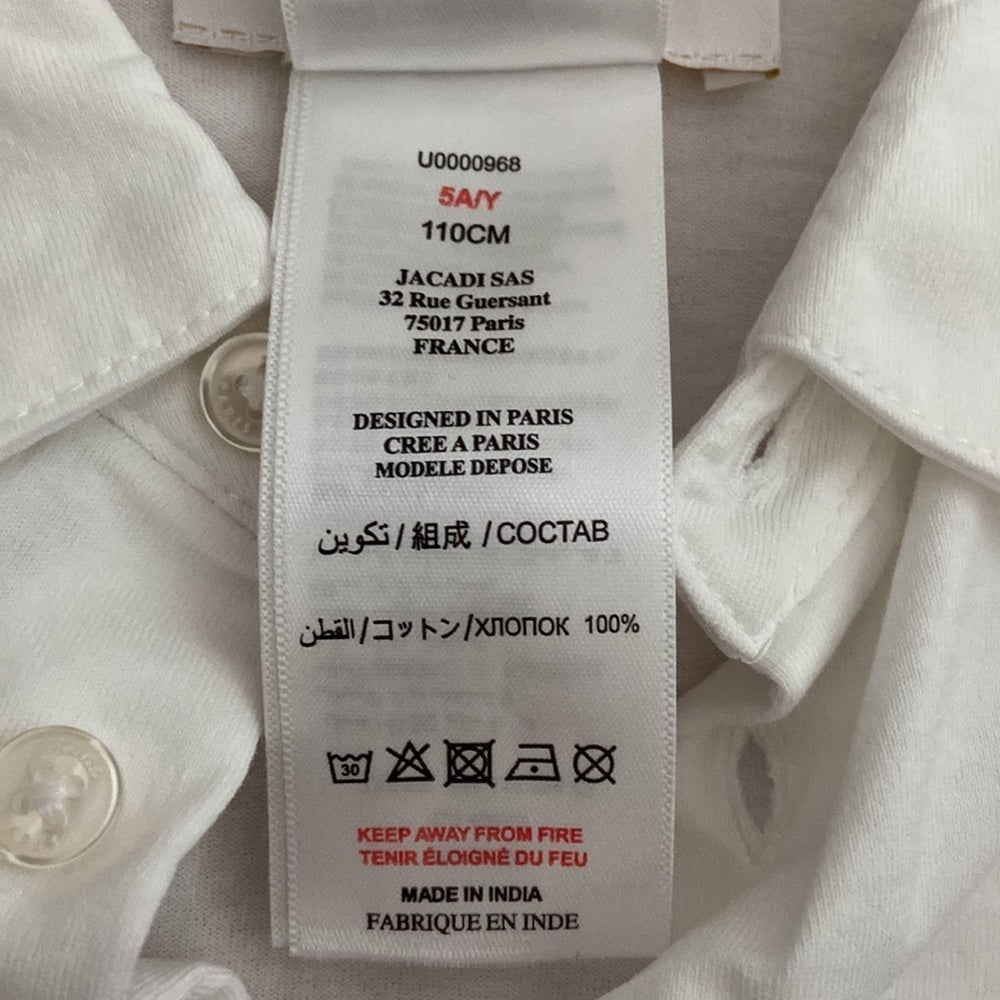 U0000968
5A/Y
110CM
JACADI SAS
32 Rue Guersant
75017 Paris
FRANCE
DESIGNED IN PARIS
CREE A PARIS
MODELE DEPOSE
تكوين / 組成 / СОСТАВ
القطن/コットン/ХЛОПОК 100%
30
KEEP AWAY FROM FIRE
TENIR ÉLOIGNÉ DU FEU
MADE IN INDIA
FABRIQUE EN INDE